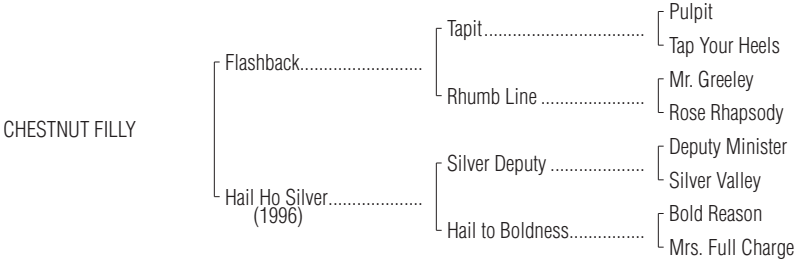 Pulpit
Tapit..................................
Tap Your Heels
Flashback..........................
Mr. Greeley
Rhumb Line ......................
Rose Rhapsody
CHESTNUT FILLY
Deputy Minister
Silver Deputy ....................
Silver Valley
Hail Ho Silver....................
(1996)
Bold Reason
Hail to Boldness................
Mrs. Full Charge